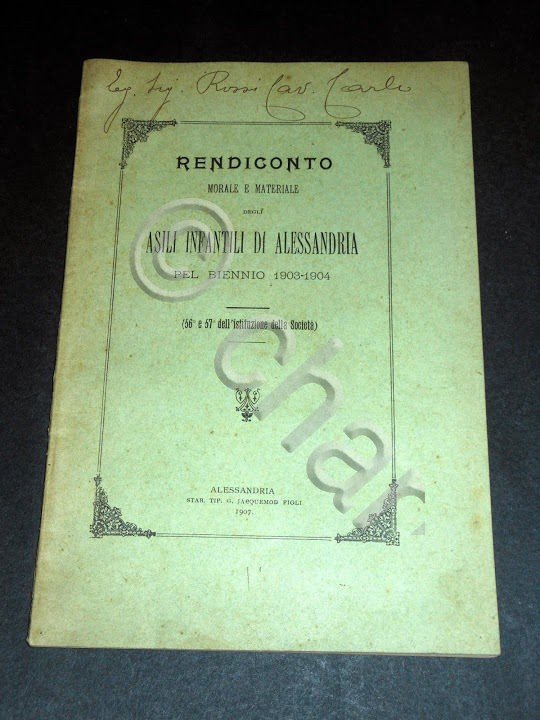 Eg. Sig. Rossi Cav. Carlo
RENDICONTO
MORALE E MATERIALE
DEGLI
ASILI INFANTILI DI ALESSANDRIA
PEL BIENNIO 1903-1904
(56° e 57° dell'istituzione della Società)
ALESSANDRIA
STAB. TIP. G. JACQUEMOD FIGLI
1907.
© char